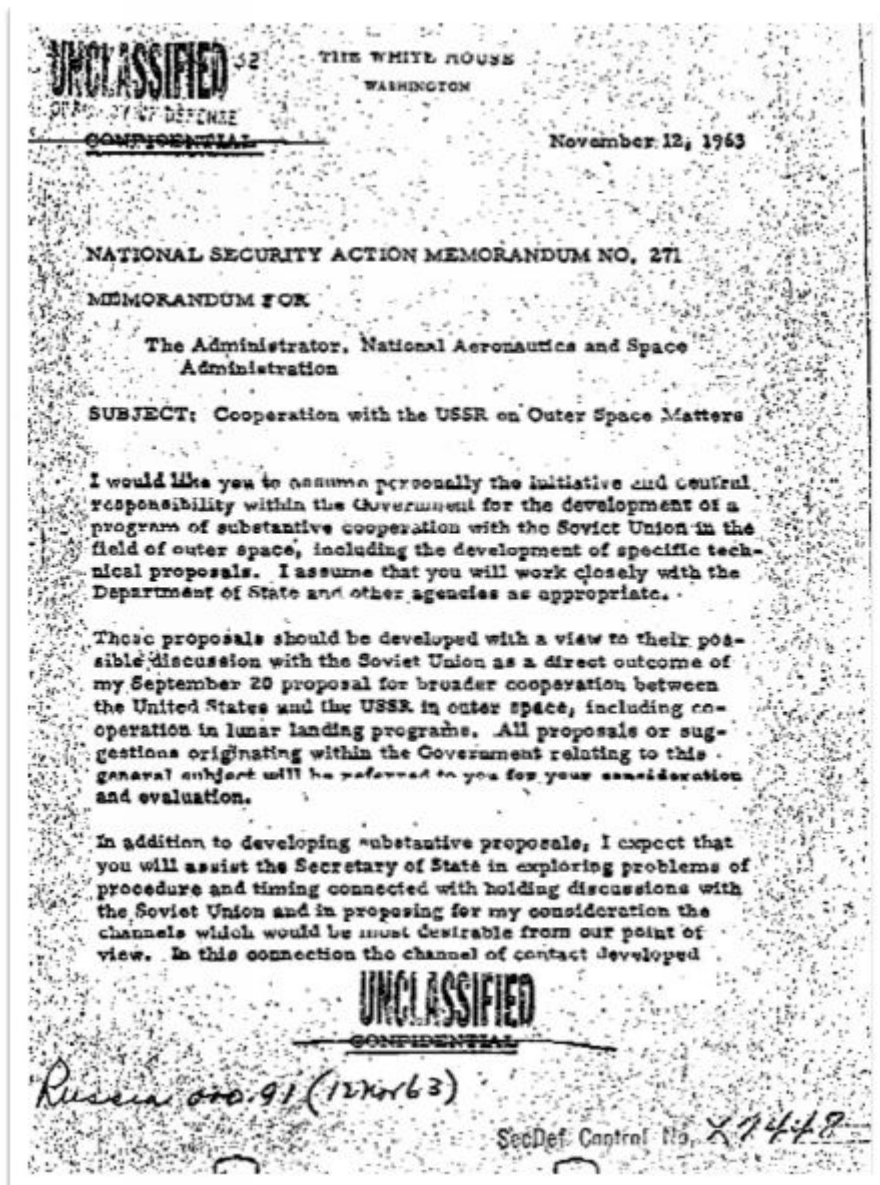 UNCLASSIFIED
THE WHITE HOUSE
WASHINGTON
OF DEFENSE
CONFIDENTIAL
November 12, 1963
NATIONAL SECURITY ACTION MEMORANDUM NO. 271
MEMORANDUM FOR
The Administrator, National Aeronautics and Space
Administration
SUBJECT: Cooperation with the USSR on Outer Space Matters
I would like you to assume personally the initiative and central
responsibility within the Government for the development of a
program of substantive cooperation with the Soviet Union in the
field of outer space, including the development of specific tech-
nical proposals. I assume that you will work closely with the
Department of State and other agencies as appropriate.
These proposals should be developed with a view to their pos-
sible discussion with the Soviet Union as a direct outcome of
my September 20 proposal for broader cooperation between
the United States and the USSR in outer space, including co-
operation in lunar landing programs. All proposals or sug-
gestions originating within the Government relating to this
general subject will be referred to you for your consideration
and evaluation.
In addition to developing substantive proposals, I expect that
you will assist the Secretary of State in exploring problems of
procedure and timing connected with holding discussions with
the Soviet Union and in proposing for my consideration the
channels which would be most desirable from our point of
view. In this connection the channel of contact developed
UNCLASSIFIED
CONFIDENTIAL
Russia 000.91 (12 Nov 63)
SecDef Control No.